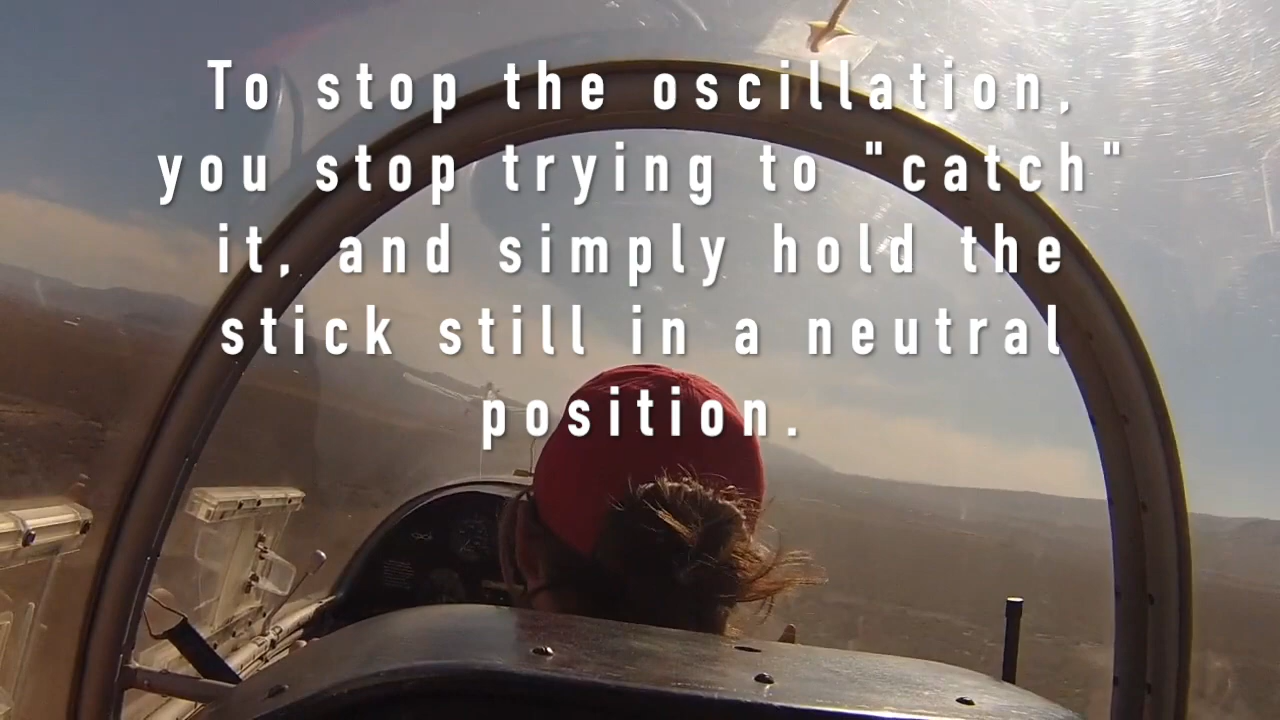 To stop the oscillation,
you stop trying to "catch"
it, and simply hold the
stick still in a neutral
position.